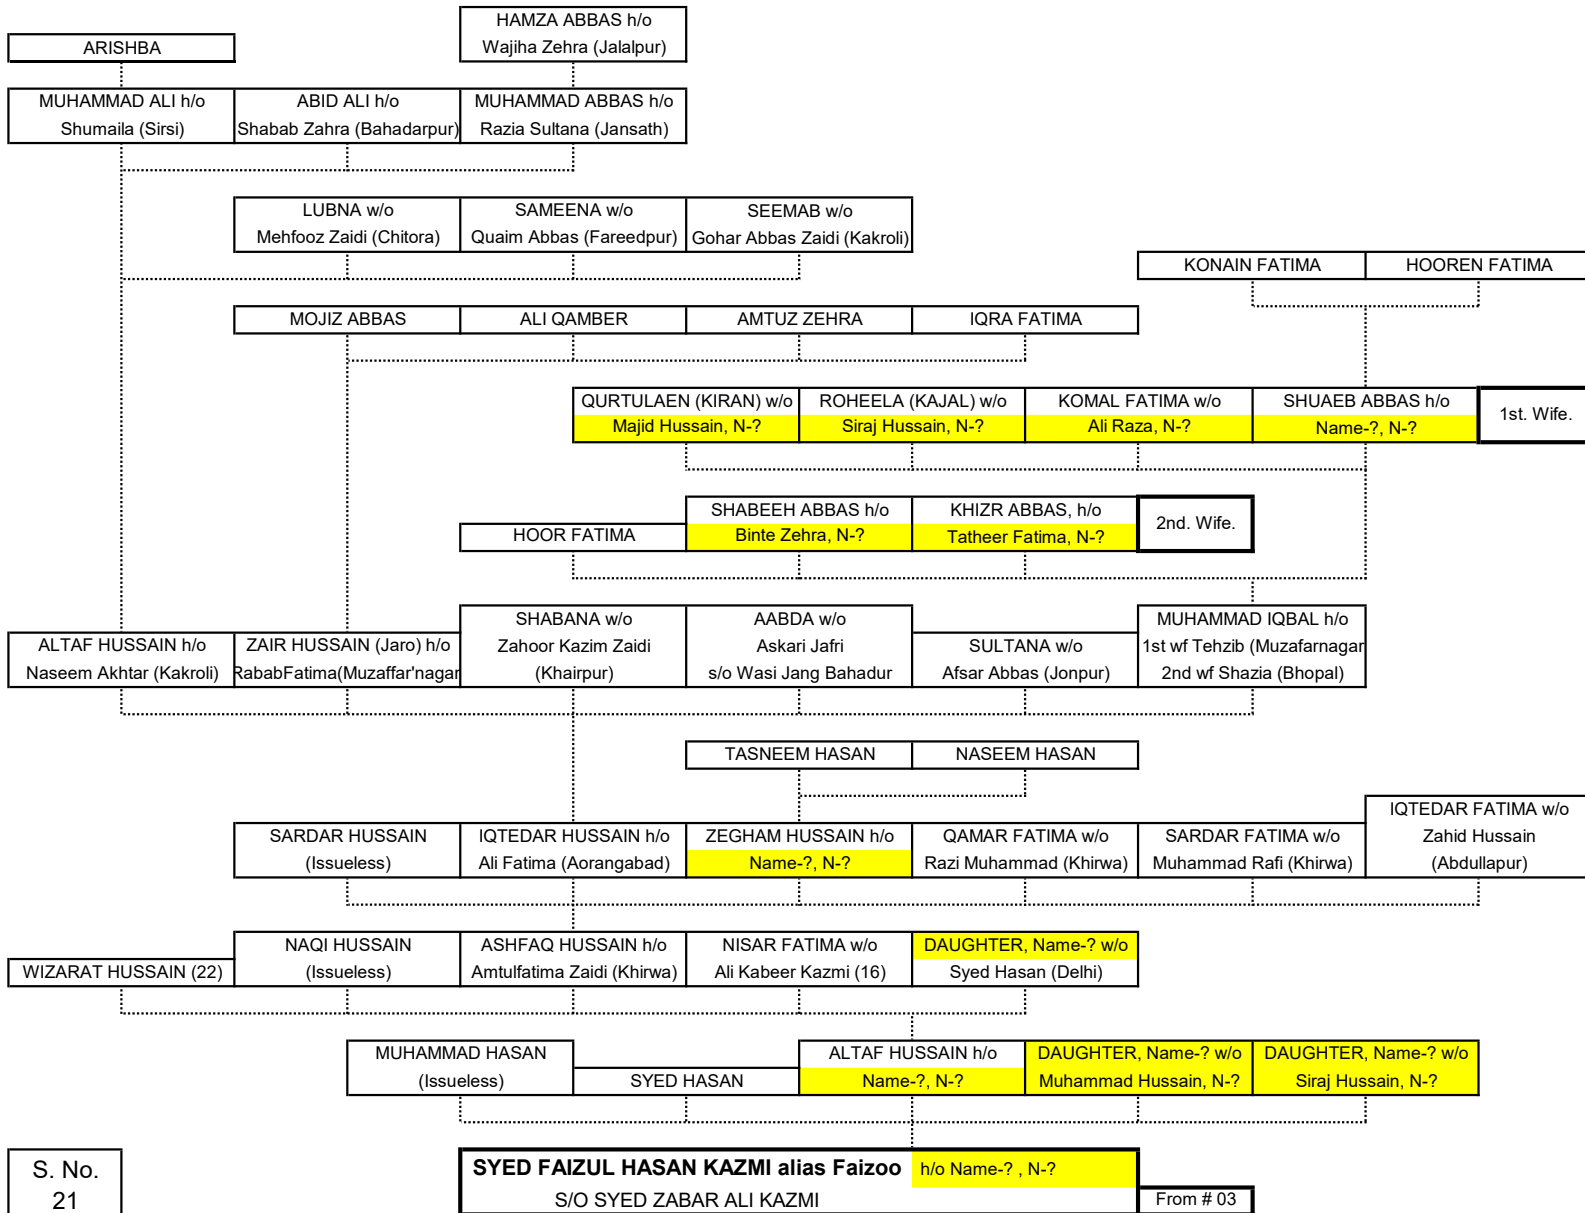 HAMZA ABBAS h/o
Wajiha Zehra (Jalalpur)
ARISHBA
MUHAMMAD ALI h/o
Shumaila (Sirsi)
ABID ALI h/o
Shabab Zahra (Bahadarpur)
MUHAMMAD ABBAS h/o
Razia Sultana (Jansath)
LUBNA w/o
Mehfooz Zaidi (Chitora)
SAMEENA w/o
Quaim Abbas (Fareedpur)
SEEMAB w/o
Gohar Abbas Zaidi (Kakroli)
KONAIN FATIMA
HOOREN FATIMA
MOJIZ ABBAS
ALI QAMBER
AMTUZ ZEHRA
IQRA FATIMA
QURTULAEN (KIRAN) w/o
Majid Hussain, N-?
ROHEELA (KAJAL) w/o
Siraj Hussain, N-?
KOMAL FATIMA w/o
Ali Raza, N-?
SHUAEB ABBAS h/o
Name-?, N-?
1st. Wife.
HOOR FATIMA
SHABEEH ABBAS h/o
Binte Zehra, N-?
KHIZR ABBAS, h/o
Tatheer Fatima, N-?
2nd. Wife.
ALTAF HUSSAIN h/o
Naseem Akhtar (Kakroli)
ZAIR HUSSAIN (Jaro) h/o
RababFatima(Muzaffar'nagar
SHABANA w/o
Zahoor Kazim Zaidi
(Khairpur)
AABDA w/o
Askari Jafri
s/o Wasi Jang Bahadur
SULTANA w/o
Afsar Abbas (Jonpur)
MUHAMMAD IQBAL h/o
1st wf Tehzib (Muzafarnagar
2nd wf Shazia (Bhopal)
TASNEEM HASAN
NASEEM HASAN
SARDAR HUSSAIN
(Issueless)
IQTEDAR HUSSAIN h/o
Ali Fatima (Aorangabad)
ZEGHAM HUSSAIN h/o
Name-?, N-?
QAMAR FATIMA w/o
Razi Muhammad (Khirwa)
SARDAR FATIMA w/o
Muhammad Rafi (Khirwa)
IQTEDAR FATIMA w/o
Zahid Hussain
(Abdullapur)
WIZARAT HUSSAIN (22)
NAQI HUSSAIN
(Issueless)
ASHFAQ HUSSAIN h/o
Amtulfatima Zaidi (Khirwa)
NISAR FATIMA w/o
Ali Kabeer Kazmi (16)
DAUGHTER, Name-? w/o
Syed Hasan (Delhi)
MUHAMMAD HASAN
(Issueless)
SYED HASAN
ALTAF HUSSAIN h/o
Name-?, N-?
DAUGHTER, Name-? w/o
Muhammad Hussain, N-?
DAUGHTER, Name-? w/o
Siraj Hussain, N-?
S. No.
21
SYED FAIZUL HASAN KAZMI alias Faizoo h/o Name-? , N-?
S/O SYED ZABAR ALI KAZMI
From # 03